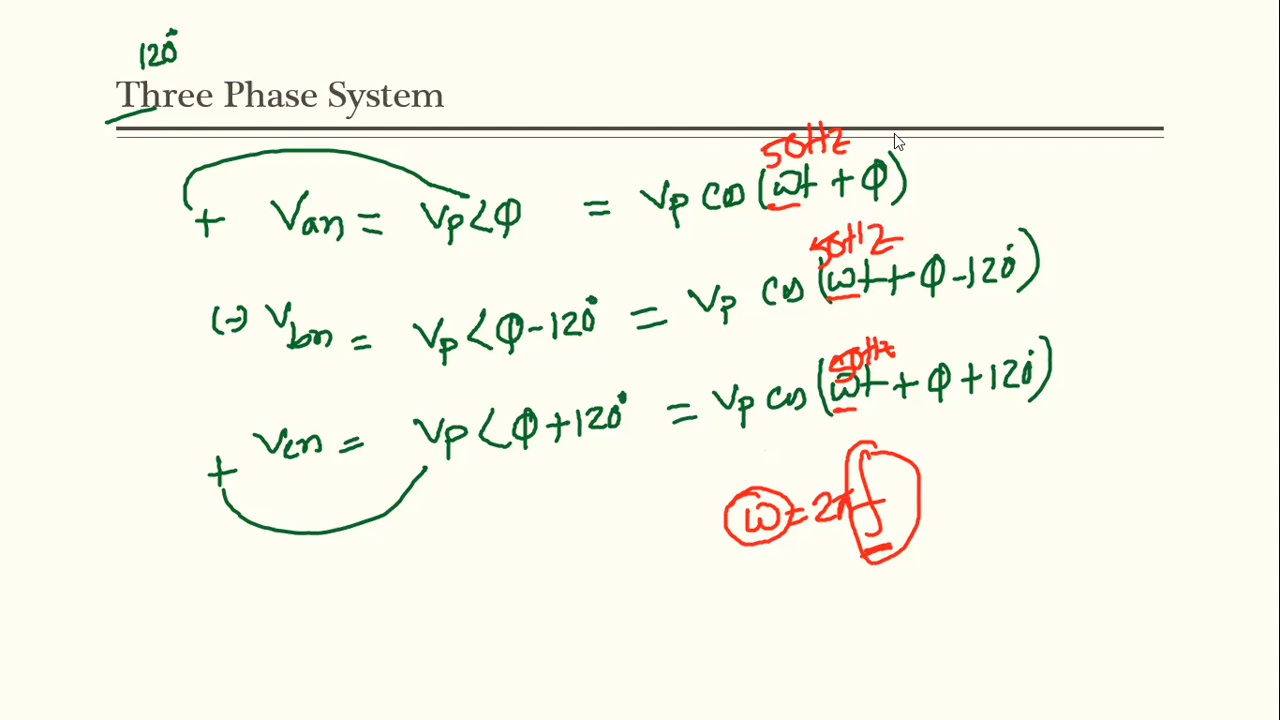 120°
Three Phase System
50Hz
+ Van = Vp∠φ = Vp cos(ωt + φ)
50Hz
(-) Vbn = Vp∠φ-120° = Vp cos(ωt + φ-120°)
50Hz
+ Vcn = Vp∠φ+120° = Vp cos(ωt + φ+120°)
ω = 2πf